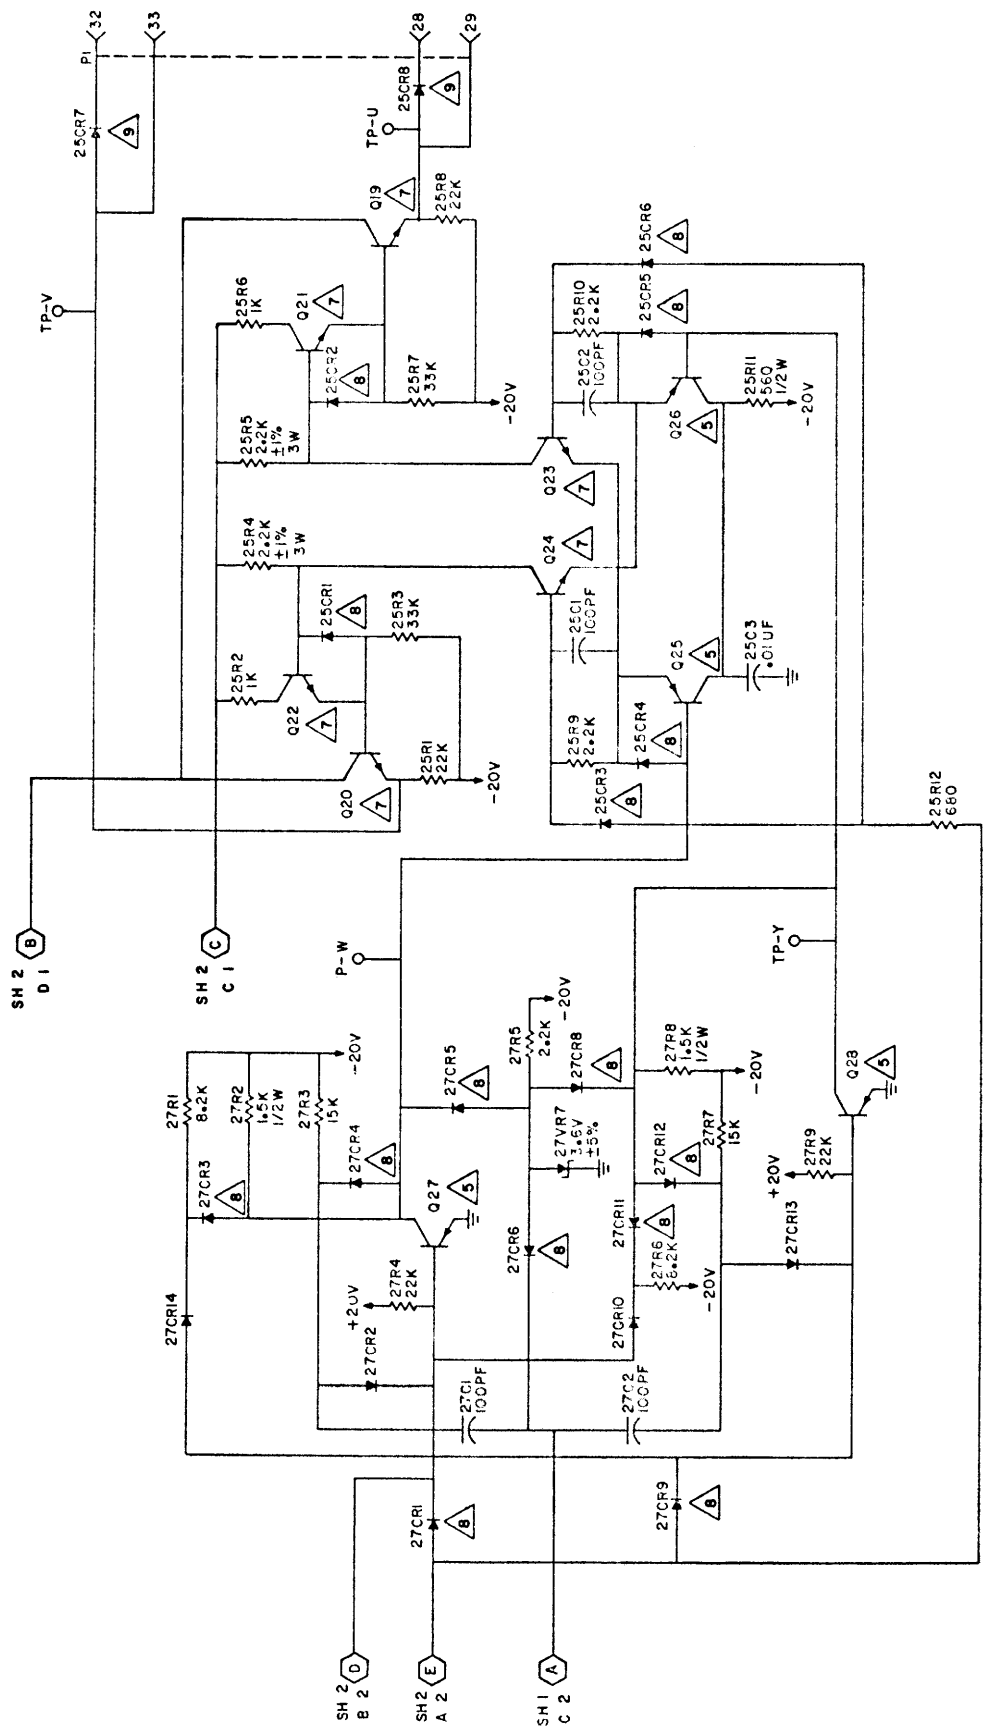 SH 2
B
D 1
SH 2
C
C 1
TP-V
25CR7
9
P1
32
33
28
29
25CR8
9
TP-U
Q19
7
25R8
22K
25R6
1K
Q21
7
25CR2
8
25R7
33K
-20V
25R5
2.2K
±1%
3W
25R4
2.2K
±1%
3W
25R2
1K
Q22
7
25CR1
8
25R3
33K
Q20
7
25R1
22K
-20V
Q23
7
Q24
7
25C2
100PF
25R10
2.2K
25CR5
8
25CR6
8
Q26
5
25R11
560
1/2W
-20V
25C1
100PF
25R9
2.2K
25CR3
8
25CR4
8
Q25
5
25C3
.01UF
25R12
680
P-W
TP-Y
27R1
8.2K
27R2
1.5K
1/2W
27R3
15K
-20V
27CR3
8
27CR4
8
27CR14
Q27
5
+20V
27R4
22K
27CR2
27CR5
8
27R5
2.2K
-20V
27CR8
8
27VR7
3.6V
±5%
27CR6
8
27R8
1.5K
1/2W
-20V
27R7
15K
27CR12
8
27CR11
8
27R6
8.2K
-20V
27CR10
Q28
5
+20V
27R9
22K
27CR13
27C1
100PF
27C2
100PF
27CR1
8
27CR9
8
SH 2
D
B 2
SH2
E
A 2
SH 1
A
C 2